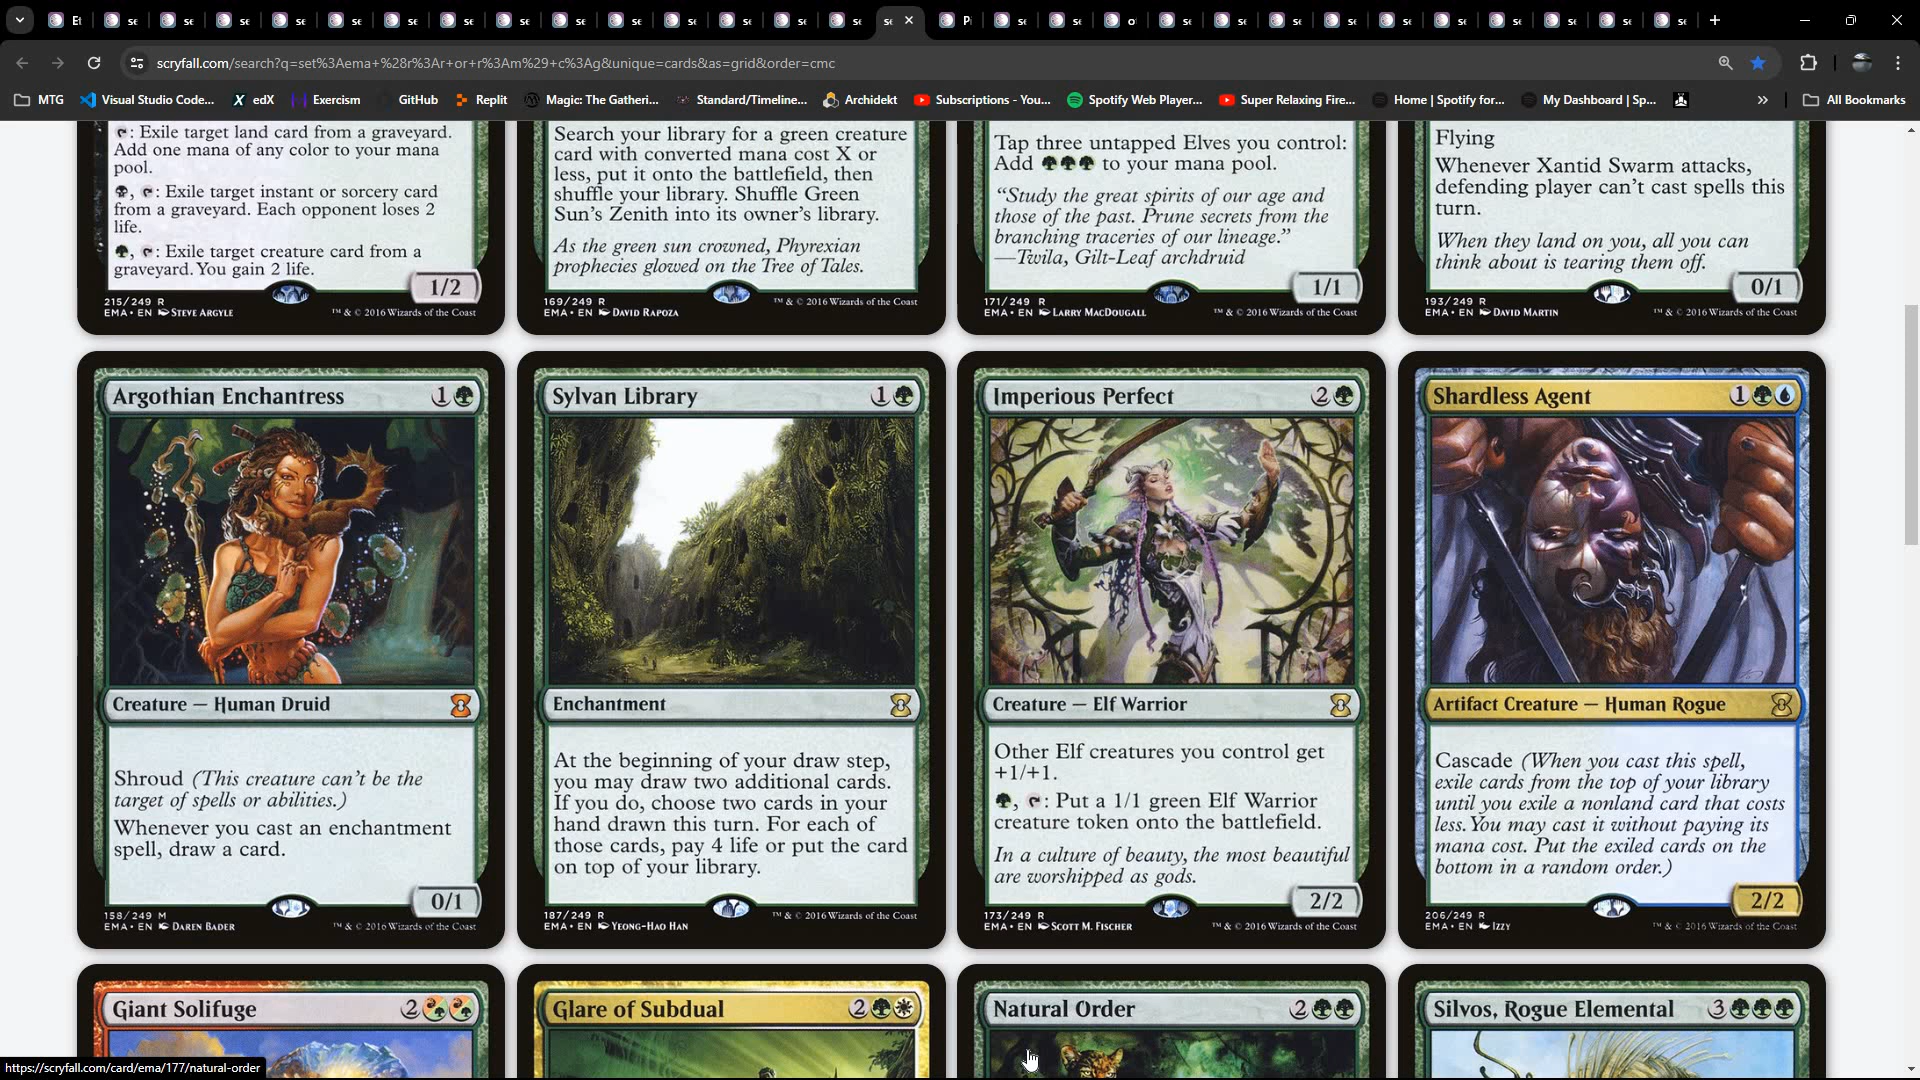 scryfall.com/search?q=set%3Aema+%28r%3Ar+or+r%3Am%29+c%3Ag&unique=cards&as=grid&order=cmc
MTG
Visual Studio Code...
edX
Exercism
GitHub
Replit
Magic: The Gatheri...
Standard/Timeline...
Archidekt
Subscriptions - You...
Spotify Web Player...
Super Relaxing Fire...
Home | Spotify for...
My Dashboard | Sp...
All Bookmarks
: Exile target land card from a graveyard.
Add one mana of any color to your mana
pool.
, : Exile target instant or sorcery card
from a graveyard. Each opponent loses 2
life.
, : Exile target creature card from a
graveyard. You gain 2 life.
1/2
215/249 R
EMA • EN STEVE ARGYLE
™ & © 2016 Wizards of the Coast
Search your library for a green creature
card with converted mana cost X or
less, put it onto the battlefield, then
shuffle your library. Shuffle Green
Sun's Zenith into its owner's library.
As the green sun crowned, Phyrexian
prophecies glowed on the Tree of Tales.
169/249 R
EMA • EN DAVID RAPOZA
™ & © 2016 Wizards of the Coast
Tap three untapped Elves you control:
Add to your mana pool.
"Study the great spirits of our age and
those of the past. Prune secrets from the
branching traceries of our lineage."
—Twila, Gilt-Leaf archdruid
1/1
171/249 R
EMA • EN LARRY MACDOUGALL
™ & © 2016 Wizards of the Coast
Flying
Whenever Xantid Swarm attacks,
defending player can't cast spells this
turn.
When they land on you, all you can
think about is tearing them off.
0/1
193/249 R
EMA • EN DAVID MARTIN
™ & © 2016 Wizards of the Coast
Argothian Enchantress 1
Creature — Human Druid
Shroud (This creature can't be the
target of spells or abilities.)
Whenever you cast an enchantment
spell, draw a card.
0/1
158/249 M
EMA • EN DAREN BADER
™ & © 2016 Wizards of the Coast
Sylvan Library 1
Enchantment
At the beginning of your draw step,
you may draw two additional cards.
If you do, choose two cards in your
hand drawn this turn. For each of
those cards, pay 4 life or put the card
on top of your library.
187/249 R
EMA • EN YEONG-HAO HAN
™ & © 2016 Wizards of the Coast
Imperious Perfect 2
Creature — Elf Warrior
Other Elf creatures you control get
+1/+1.
, : Put a 1/1 green Elf Warrior
creature token onto the battlefield.
In a culture of beauty, the most beautiful
are worshipped as gods.
2/2
173/249 R
EMA • EN SCOTT M. FISCHER
™ & © 2016 Wizards of the Coast
Shardless Agent 1
Artifact Creature — Human Rogue
Cascade (When you cast this spell,
exile cards from the top of your library
until you exile a nonland card that costs
less. You may cast it without paying its
mana cost. Put the exiled cards on the
bottom in a random order.)
2/2
206/249 R
EMA • EN IZZY
™ & © 2016 Wizards of the Coast
Giant Solifuge 2
Glare of Subdual 2
Natural Order 2
Silvos, Rogue Elemental 3
https://scryfall.com/card/ema/177/natural-order